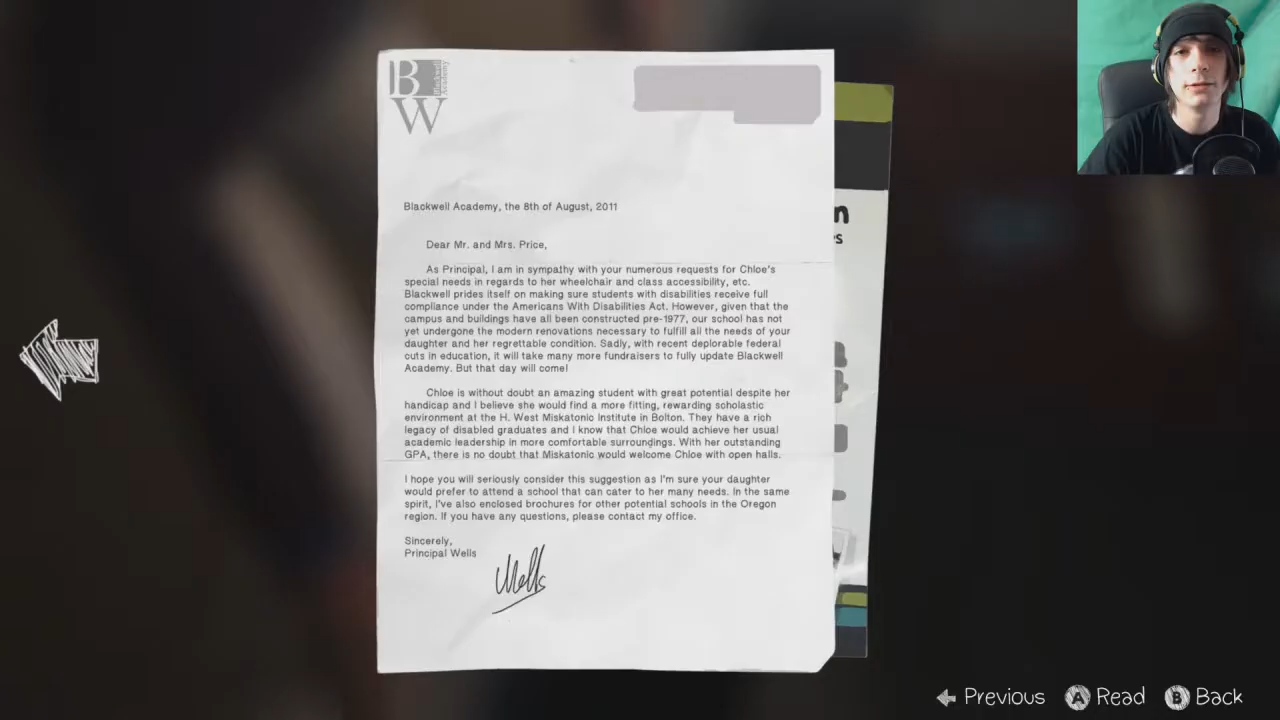 B
Blackwell
Academy
W
Blackwell Academy, the 8th of August, 2011
Dear Mr. and Mrs. Price,
As Principal, I am in sympathy with your numerous requests for Chloe's
special needs in regards to her wheelchair and class accessibility, etc.
Blackwell prides itself on making sure students with disabilities receive full
compliance under the Americans With Disabilities Act. However, given that the
campus and buildings have all been constructed pre-1977, our school has not
yet undergone the modern renovations necessary to fulfill all the needs of your
daughter and her regrettable condition. Sadly, with recent deplorable federal
cuts in education, it will take many more fundraisers to fully update Blackwell
Academy. But that day will come!
Chloe is without doubt an amazing student with great potential despite her
handicap and I believe she would find a more fitting, rewarding scholastic
environment at the H. West Miskatonic Institute in Bolton. They have a rich
legacy of disabled graduates and I know that Chloe would achieve her usual
academic leadership in more comfortable surroundings. With her outstanding
GPA, there is no doubt that Miskatonic would welcome Chloe with open halls.
I hope you will seriously consider this suggestion as I'm sure your daughter
would prefer to attend a school that can cater to her many needs. In the same
spirit, I've also enclosed brochures for other potential schools in the Oregon
region. If you have any questions, please contact my office.
Sincerely,
Principal Wells
Wells
n
es
Previous A Read B Back